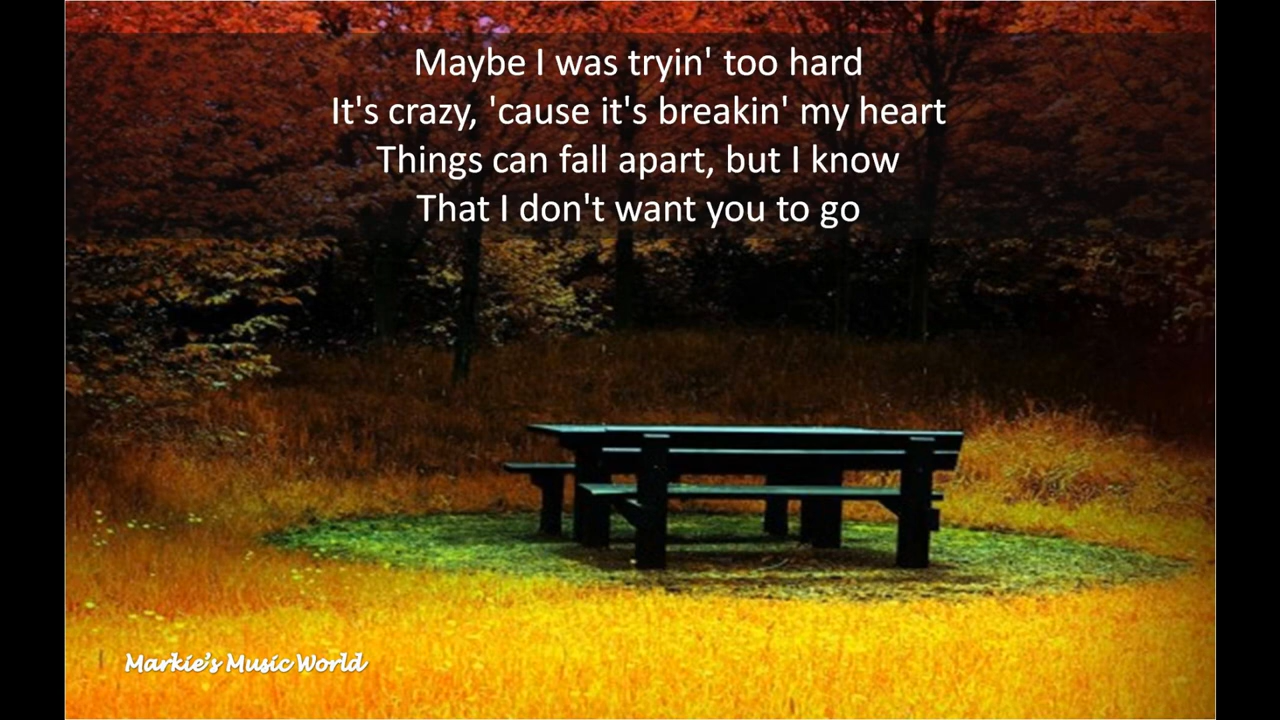 Maybe I was tryin' too hard
It's crazy, 'cause it's breakin' my heart
Things can fall apart, but I know
That I don't want you to go
Markie's Music World